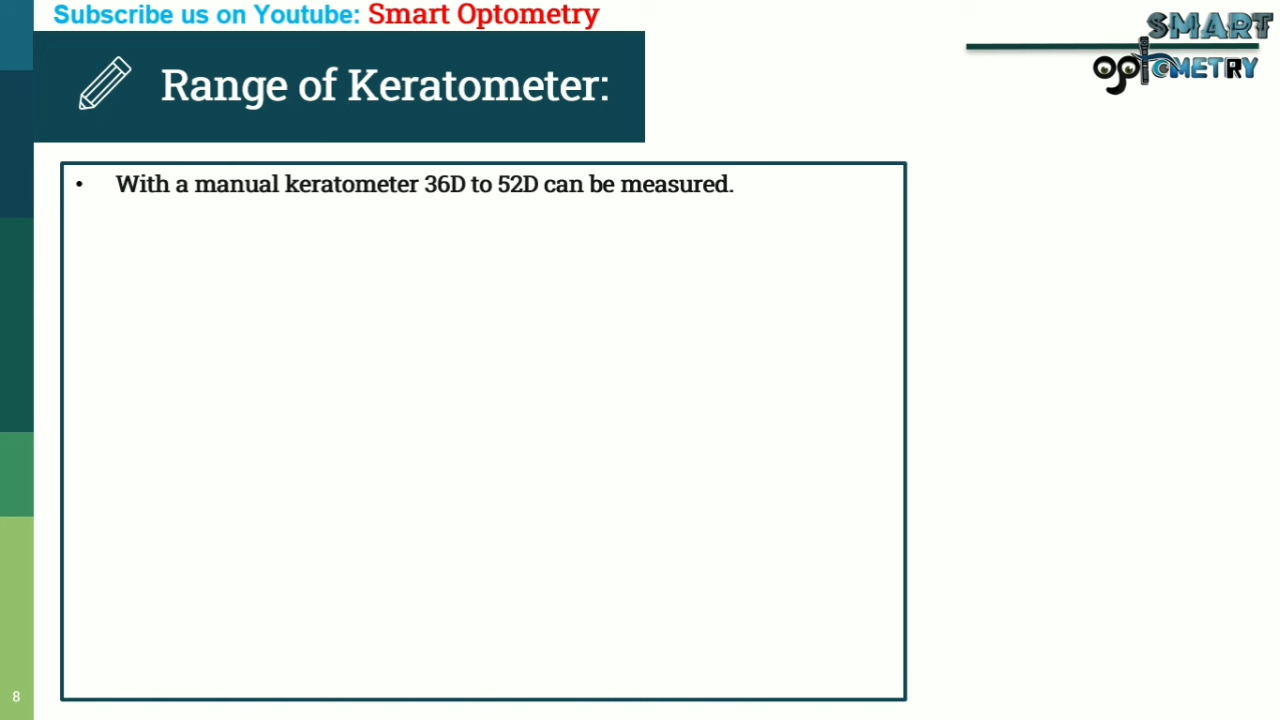 Subscribe us on Youtube: Smart Optometry
SMART
OPTOMETRY
Range of Keratometer:
• With a manual keratometer 36D to 52D can be measured.
8